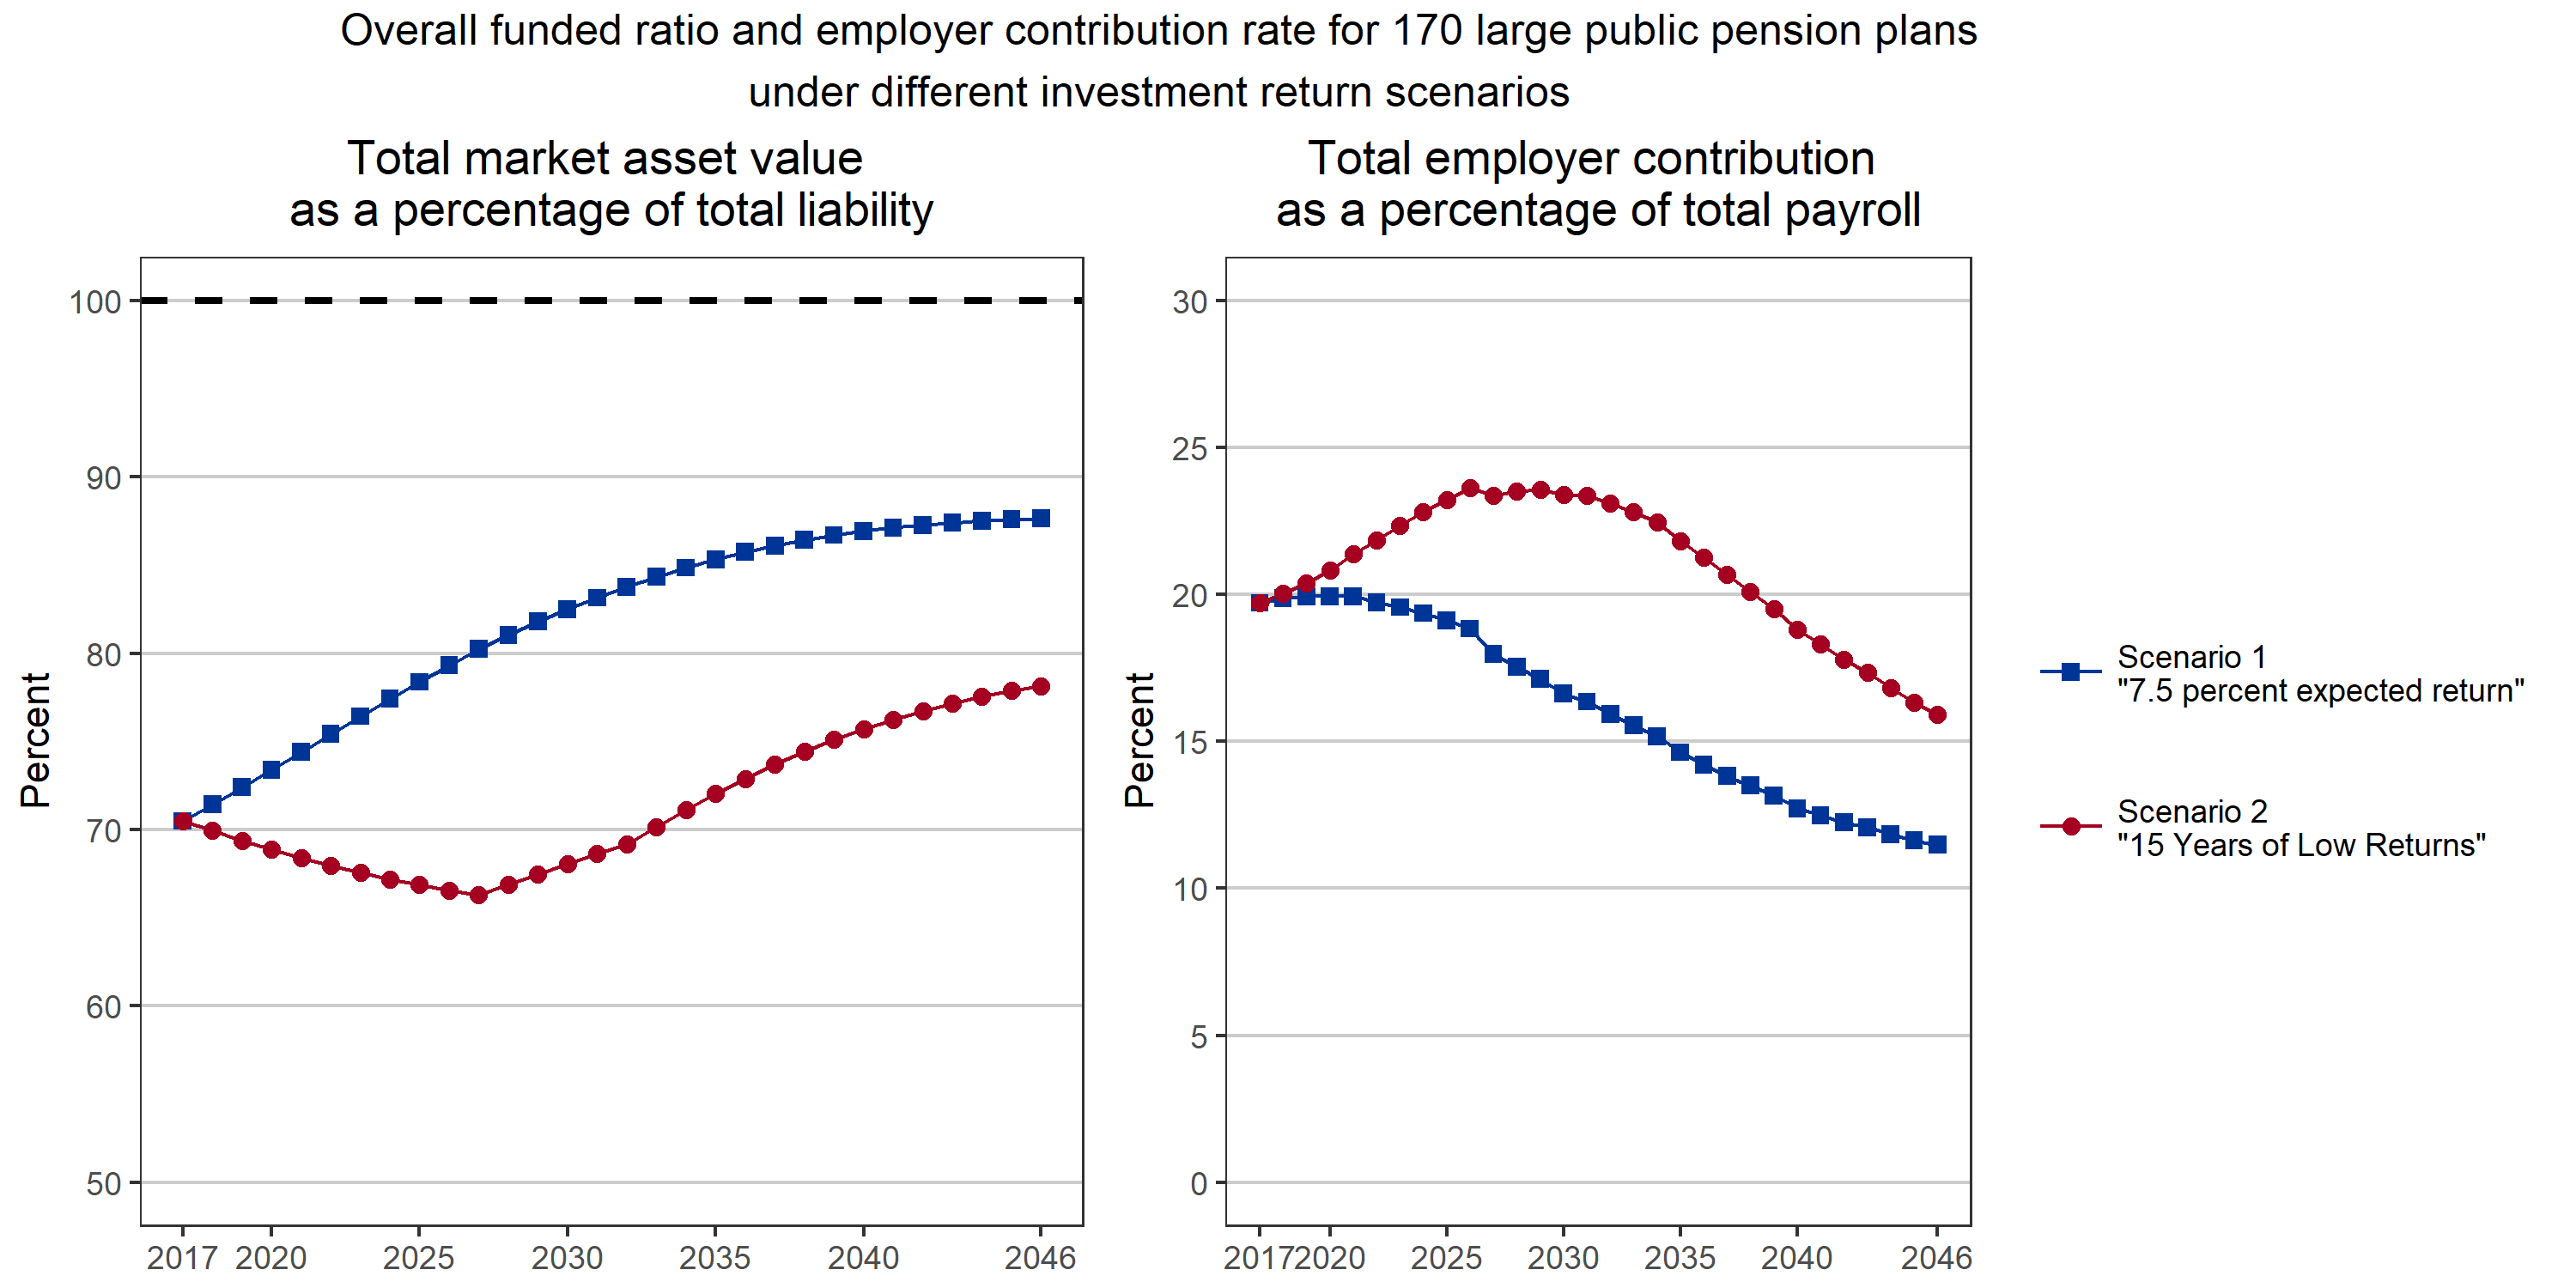 Overall funded ratio and employer contribution rate for 170 large public pension plans
under different investment return scenarios
Total market asset value
as a percentage of total liability
Percent
100
90
80
70
60
50
2017 2020 2025 2030 2035 2040 2046
Total employer contribution
as a percentage of total payroll
Percent
30
25
20
15
10
5
0
2017 2020 2025 2030 2035 2040 2046
Scenario 1
"7.5 percent expected return"
Scenario 2
"15 Years of Low Returns"